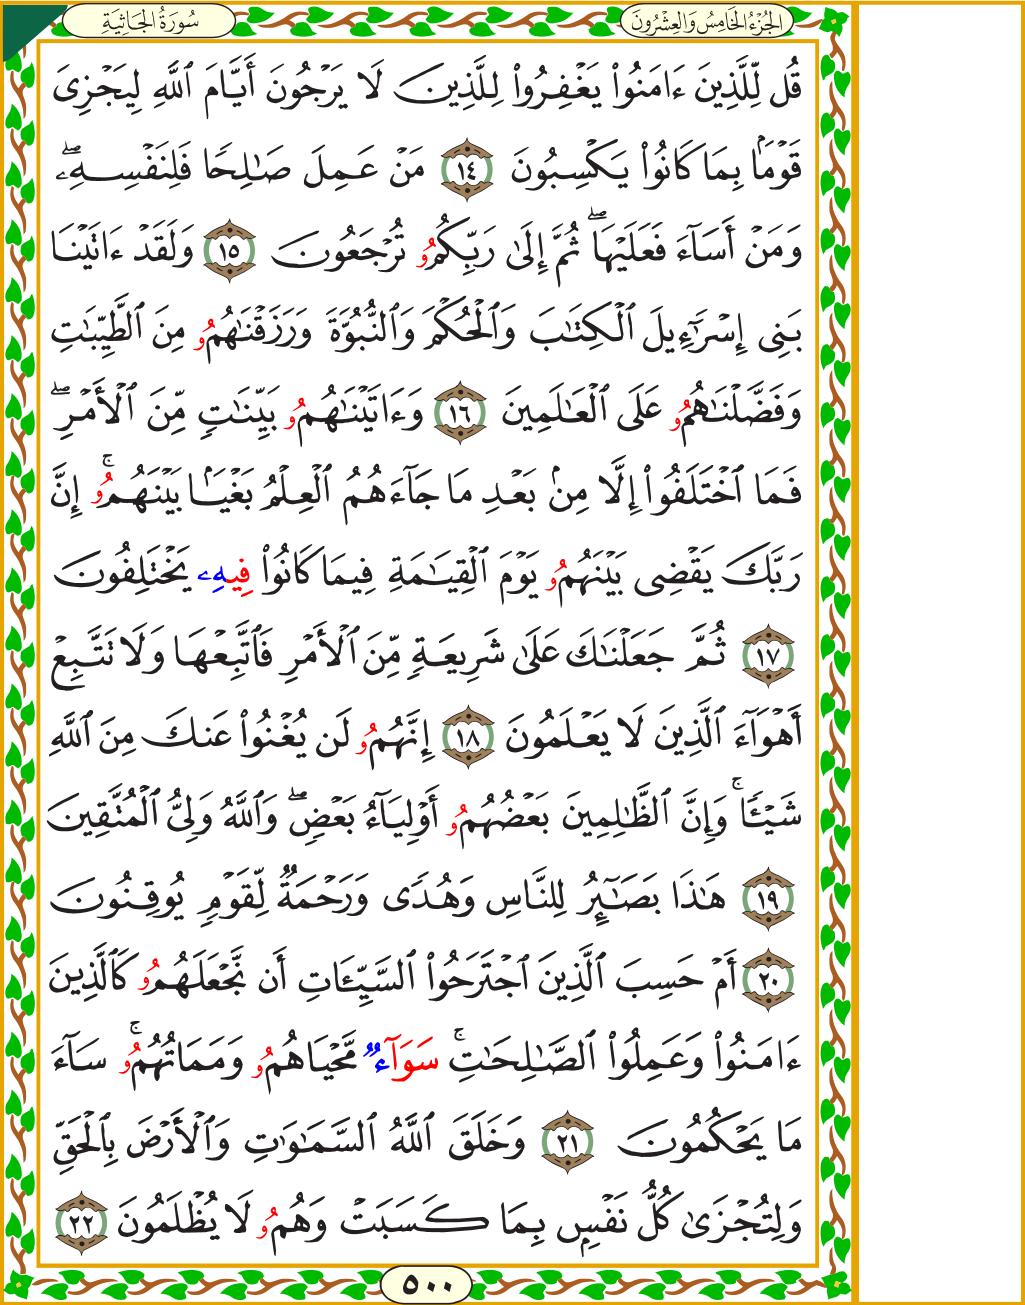 الجُزْءُ الخَامِسُ وَالعِشْرُونَ
سُورَةُ الجَاثِيَةِ
قُل لِّلَّذِينَ ءَامَنُوا۟ يَغْفِرُوا۟ لِلَّذِينَ لَا يَرْجُونَ أَيَّامَ ٱللَّهِ لِيَجْزِىَ
قَوْمَۢا بِمَا كَانُوا۟ يَكْسِبُونَ ١٤ مَنْ عَمِلَ صَـٰلِحًا فَلِنَفْسِهِۦۖ
وَمَنْ أَسَآءَ فَعَلَيْهَاۖ ثُمَّ إِلَىٰ رَبِّكُمُۥ تُرْجَعُونَ ١٥ وَلَقَدْ ءَاتَيْنَا
بَنِى إِسْرَٰٓءِيلَ ٱلْكِتَـٰبَ وَٱلْحُكْمَ وَٱلنُّبُوَّةَ وَرَزَقْنَـٰهُمُۥ مِنَ ٱلطَّيِّبَـٰتِ
وَفَضَّلْنَـٰهُمُۥ عَلَى ٱلْعَـٰلَمِينَ ١٦ وَءَاتَيْنَـٰهُمُۥ بَيِّنَـٰتٍ مِّنَ ٱلْأَمْرِۖ
فَمَا ٱخْتَلَفُوا۟ إِلَّا مِنۢ بَعْدِ مَا جَآءَهُمُ ٱلْعِلْمُ بَغْيَۢا بَيْنَهُمُۥۚ إِنَّ
رَبَّكَ يَقْضِى بَيْنَهُمُۥ يَوْمَ ٱلْقِيَـٰمَةِ فِيمَا كَانُوا۟ فِيهِۦ يَخْتَلِفُونَ
١٧ ثُمَّ جَعَلْنَـٰكَ عَلَىٰ شَرِيعَةٍ مِّنَ ٱلْأَمْرِ فَٱتَّبِعْهَا وَلَا تَتَّبِعْ
أَهْوَآءَ ٱلَّذِينَ لَا يَعْلَمُونَ ١٨ إِنَّهُمُۥ لَن يُغْنُوا۟ عَنكَ مِنَ ٱللَّهِ
شَيْـًٔاۚ وَإِنَّ ٱلظَّـٰلِمِينَ بَعْضُهُمُۥ أَوْلِيَآءُ بَعْضٍۖ وَٱللَّهُ وَلِىُّ ٱلْمُتَّقِينَ
١٩ هَـٰذَا بَصَـٰٓئِرُ لِلنَّاسِ وَهُدًى وَرَحْمَةٌ لِّقَوْمٍ يُوقِنُونَ
٢٠ أَمْ حَسِبَ ٱلَّذِينَ ٱجْتَرَحُوا۟ ٱلسَّيِّـَٔاتِ أَن نَّجْعَلَهُمُۥ كَٱلَّذِينَ
ءَامَنُوا۟ وَعَمِلُوا۟ ٱلصَّـٰلِحَـٰتِۚ سَوَآءٌ مَّحْيَاهُمُۥ وَمَمَاتُهُمُۥۚ سَآءَ
مَا يَحْكُمُونَ ٢١ وَخَلَقَ ٱللَّهُ ٱلسَّمَـٰوَٰتِ وَٱلْأَرْضَ بِٱلْحَقِّ
وَلِتُجْزَىٰ كُلُّ نَفْسٍۭ بِمَا كَسَبَتْ وَهُمُۥ لَا يُظْلَمُونَ ٢٢
٥٠٠